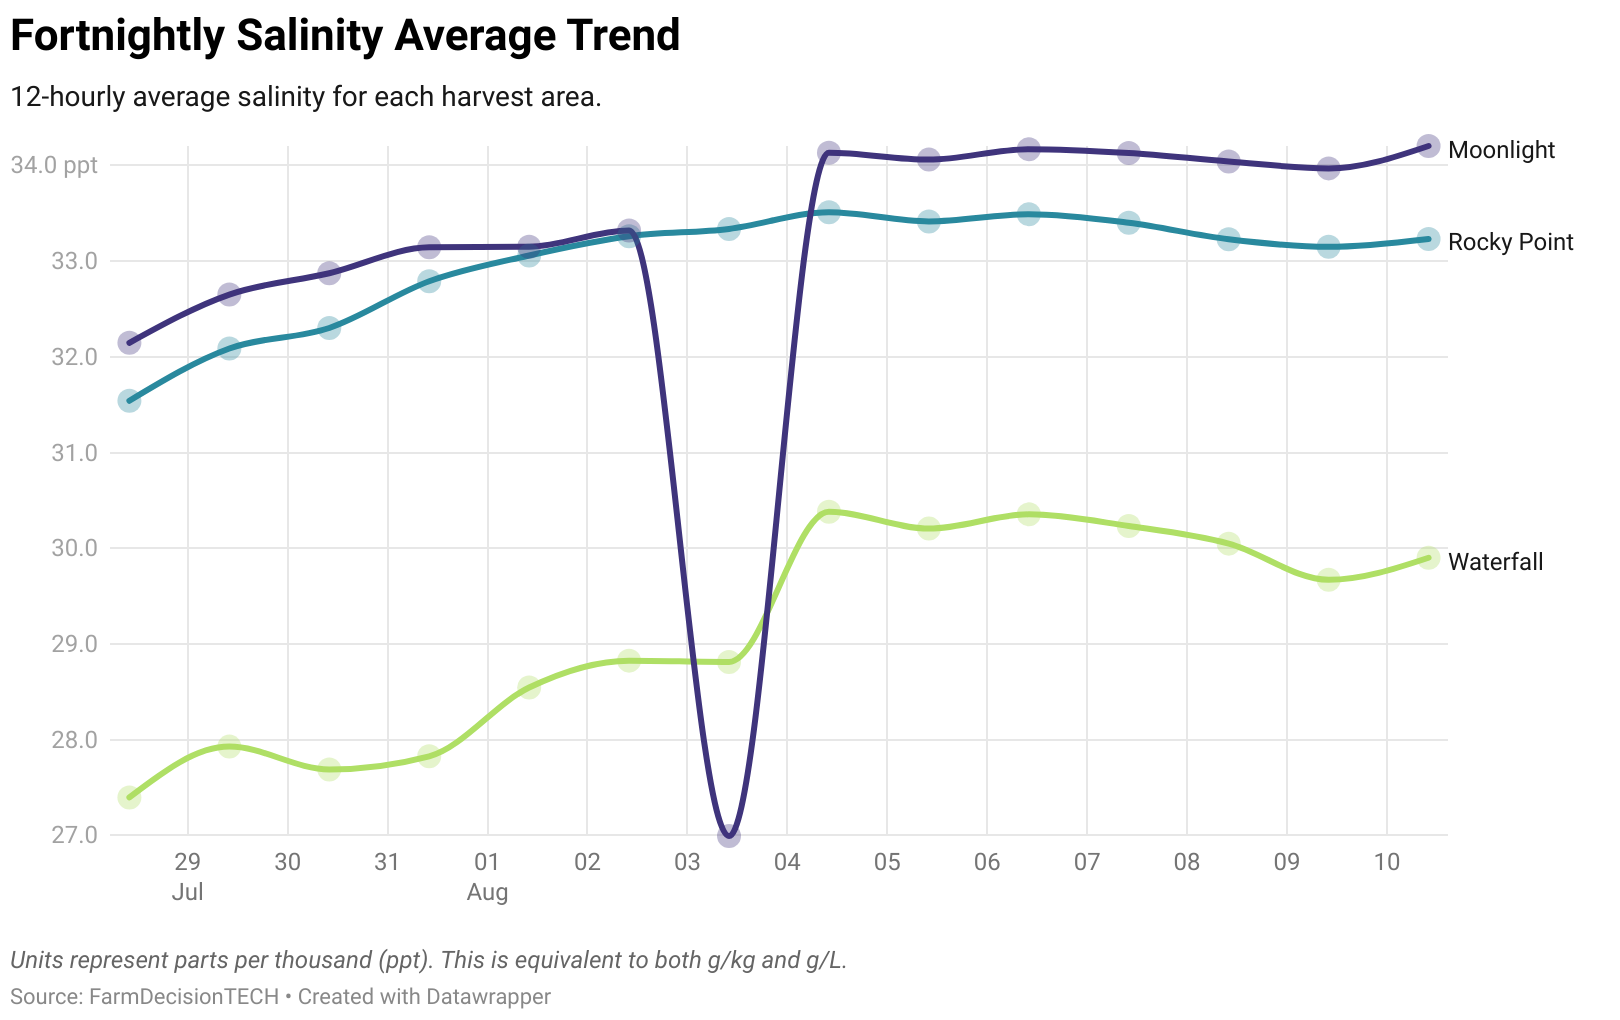 Fortnightly Salinity Average Trend
12-hourly average salinity for each harvest area.
34.0 ppt
33.0
32.0
31.0
30.0
29.0
28.0
27.0
Moonlight
Rocky Point
Waterfall
29 30 31 01 02 03 04 05 06 07 08 09 10
Jul Aug
Units represent parts per thousand (ppt). This is equivalent to both g/kg and g/L.
Source: FarmDecisionTECH • Created with Datawrapper